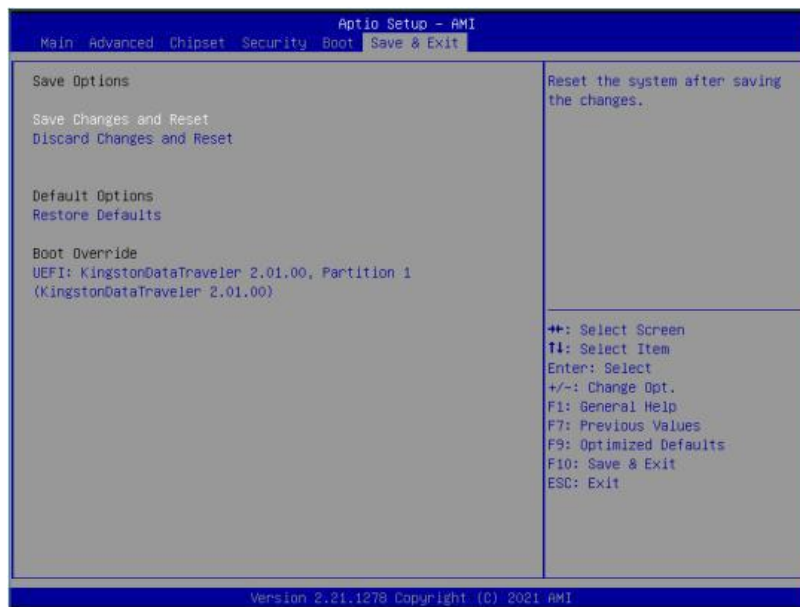 Aptio Setup - AMI
Main Advanced Chipset Security Boot Save & Exit
Save Options
Save Changes and Reset
Discard Changes and Reset
Default Options
Restore Defaults
Boot Override
UEFI: KingstonDataTraveler 2.01.00, Partition 1
(KingstonDataTraveler 2.01.00)
Reset the system after saving
the changes.
→←: Select Screen
↑↓: Select Item
Enter: Select
+/-: Change Opt.
F1: General Help
F7: Previous Values
F9: Optimized Defaults
F10: Save & Exit
ESC: Exit
Version 2.21.1278 Copyright (C) 2021 AMI